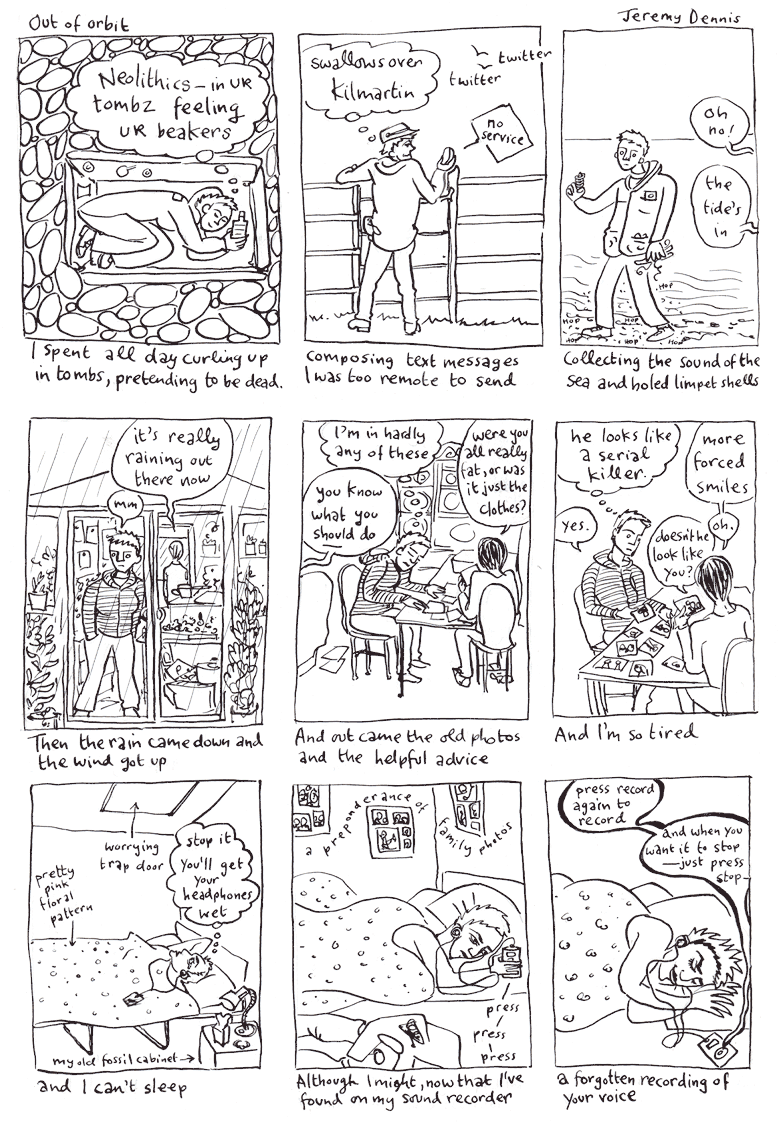 Out of orbit
Jeremy Dennis
Neolithics – in UR
tombz feeling
UR beakers
I spent all day curling up
in tombs, pretending to be dead.
swallows over
Kilmartin
twitter
twitter
no
service
composing text messages
I was too remote to send
oh
no!
the
tide's
in
HOP
HOP
HOP
HOP
HOP
HOP
Collecting the sound of the
sea and holed limpet shells
it's really
raining out
there now
mm
Then the rain came down and
the wind got up
I'm in hardly
any of these
were you
all really
fat, or was
it just the
clothes?
you know
what you
should do
And out came the old photos
and the helpful advice
he looks like
a serial
killer.
more
forced
smiles
yes.
oh.
doesn't he
look like
you?
And I'm so tired
worrying
trap door
stop it
You'll get
your
headphones
wet
pretty
pink
floral
pattern
my old fossil cabinet
and I can't sleep
a preponderance of family photos
press
press
press
Although I might, now that I've
found on my sound recorder
press record
again to
record
and when you
want it to stop
—just press
stop—
a forgotten recording of
your voice